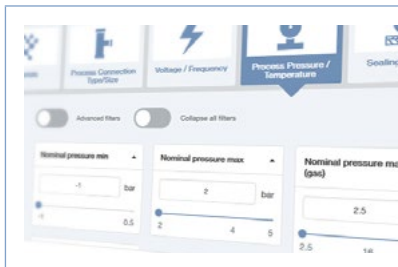 Process Connection
Type/Size
Voltage / Frequency
Process Pressure /
Temperature
Sealing
Advanced filters
Collapse all filters
Nominal pressure min
Nominal pressure max
Nominal pressure ma
(gas)
-1
bar
2
bar
2.5
-1
0.5
2
4
5
2.5
16